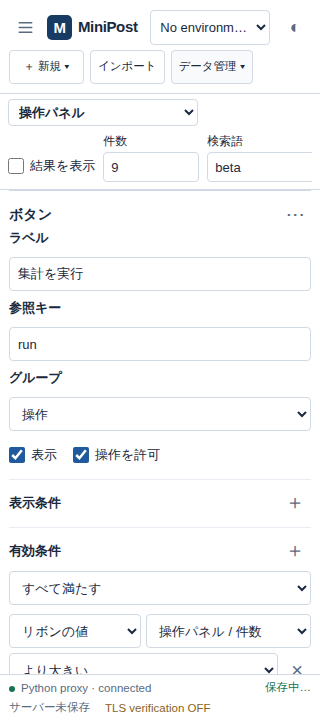 M MiniPost No environm…
＋ 新規 ▾ インポート データ管理 ▾
操作パネル
件数 検索語
結果を表示 9 beta
ボタン …
ラベル
集計を実行
参照キー
run
グループ
操作
表示 操作を許可
表示条件 ＋
有効条件 ＋
すべて満たす
リボンの値 操作パネル / 件数
より大きい ✕
Python proxy · connected 保存中…
サーバー未保存 TLS verification OFF